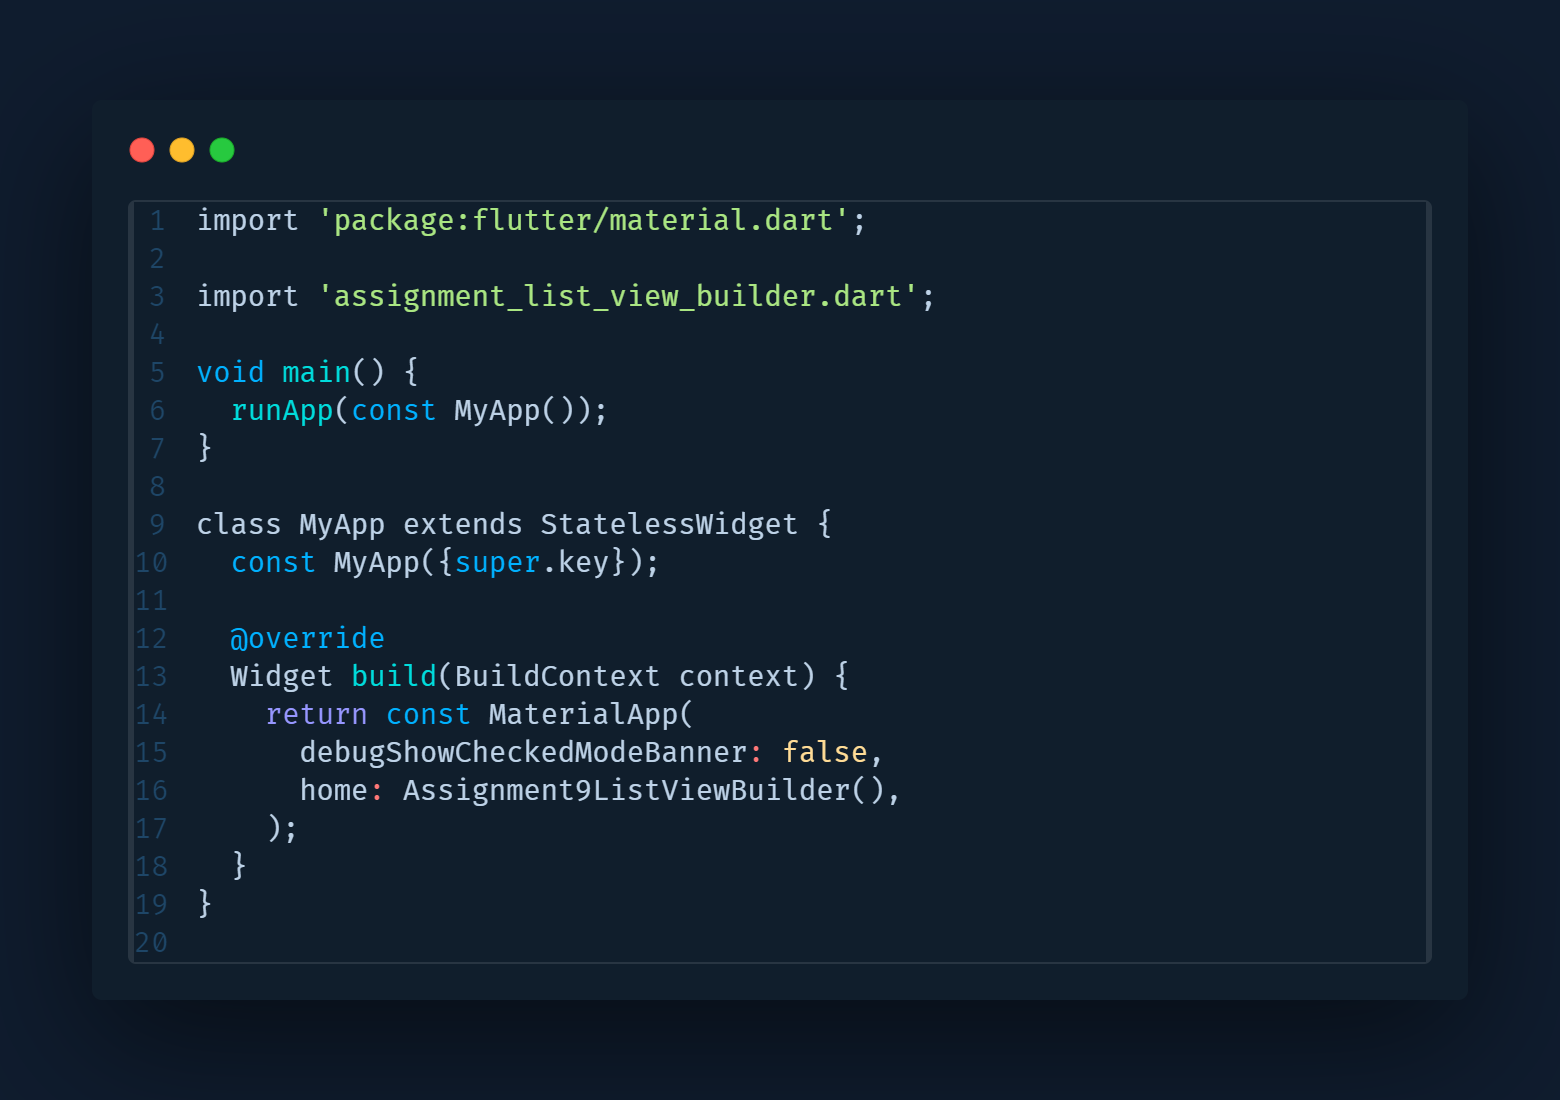 1 import 'package:flutter/material.dart';
2
3 import 'assignment_list_view_builder.dart';
4
5 void main() {
6   runApp(const MyApp());
7 }
8
9 class MyApp extends StatelessWidget {
10   const MyApp({super.key});
11
12   @override
13   Widget build(BuildContext context) {
14     return const MaterialApp(
15       debugShowCheckedModeBanner: false,
16       home: Assignment9ListViewBuilder(),
17     );
18   }
19 }
20